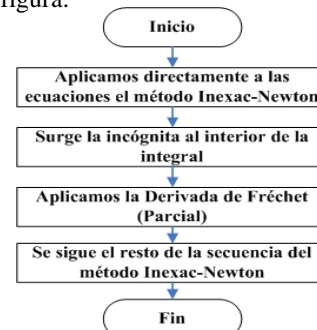 figura.
Inicio
Aplicamos directamente a las
ecuaciones el método Inexac-Newton
Surge la incógnita al interior de la
integral
Aplicamos la Derivada de Fréchet
(Parcial)
Se sigue el resto de la secuencia del
método Inexac-Newton
Fin